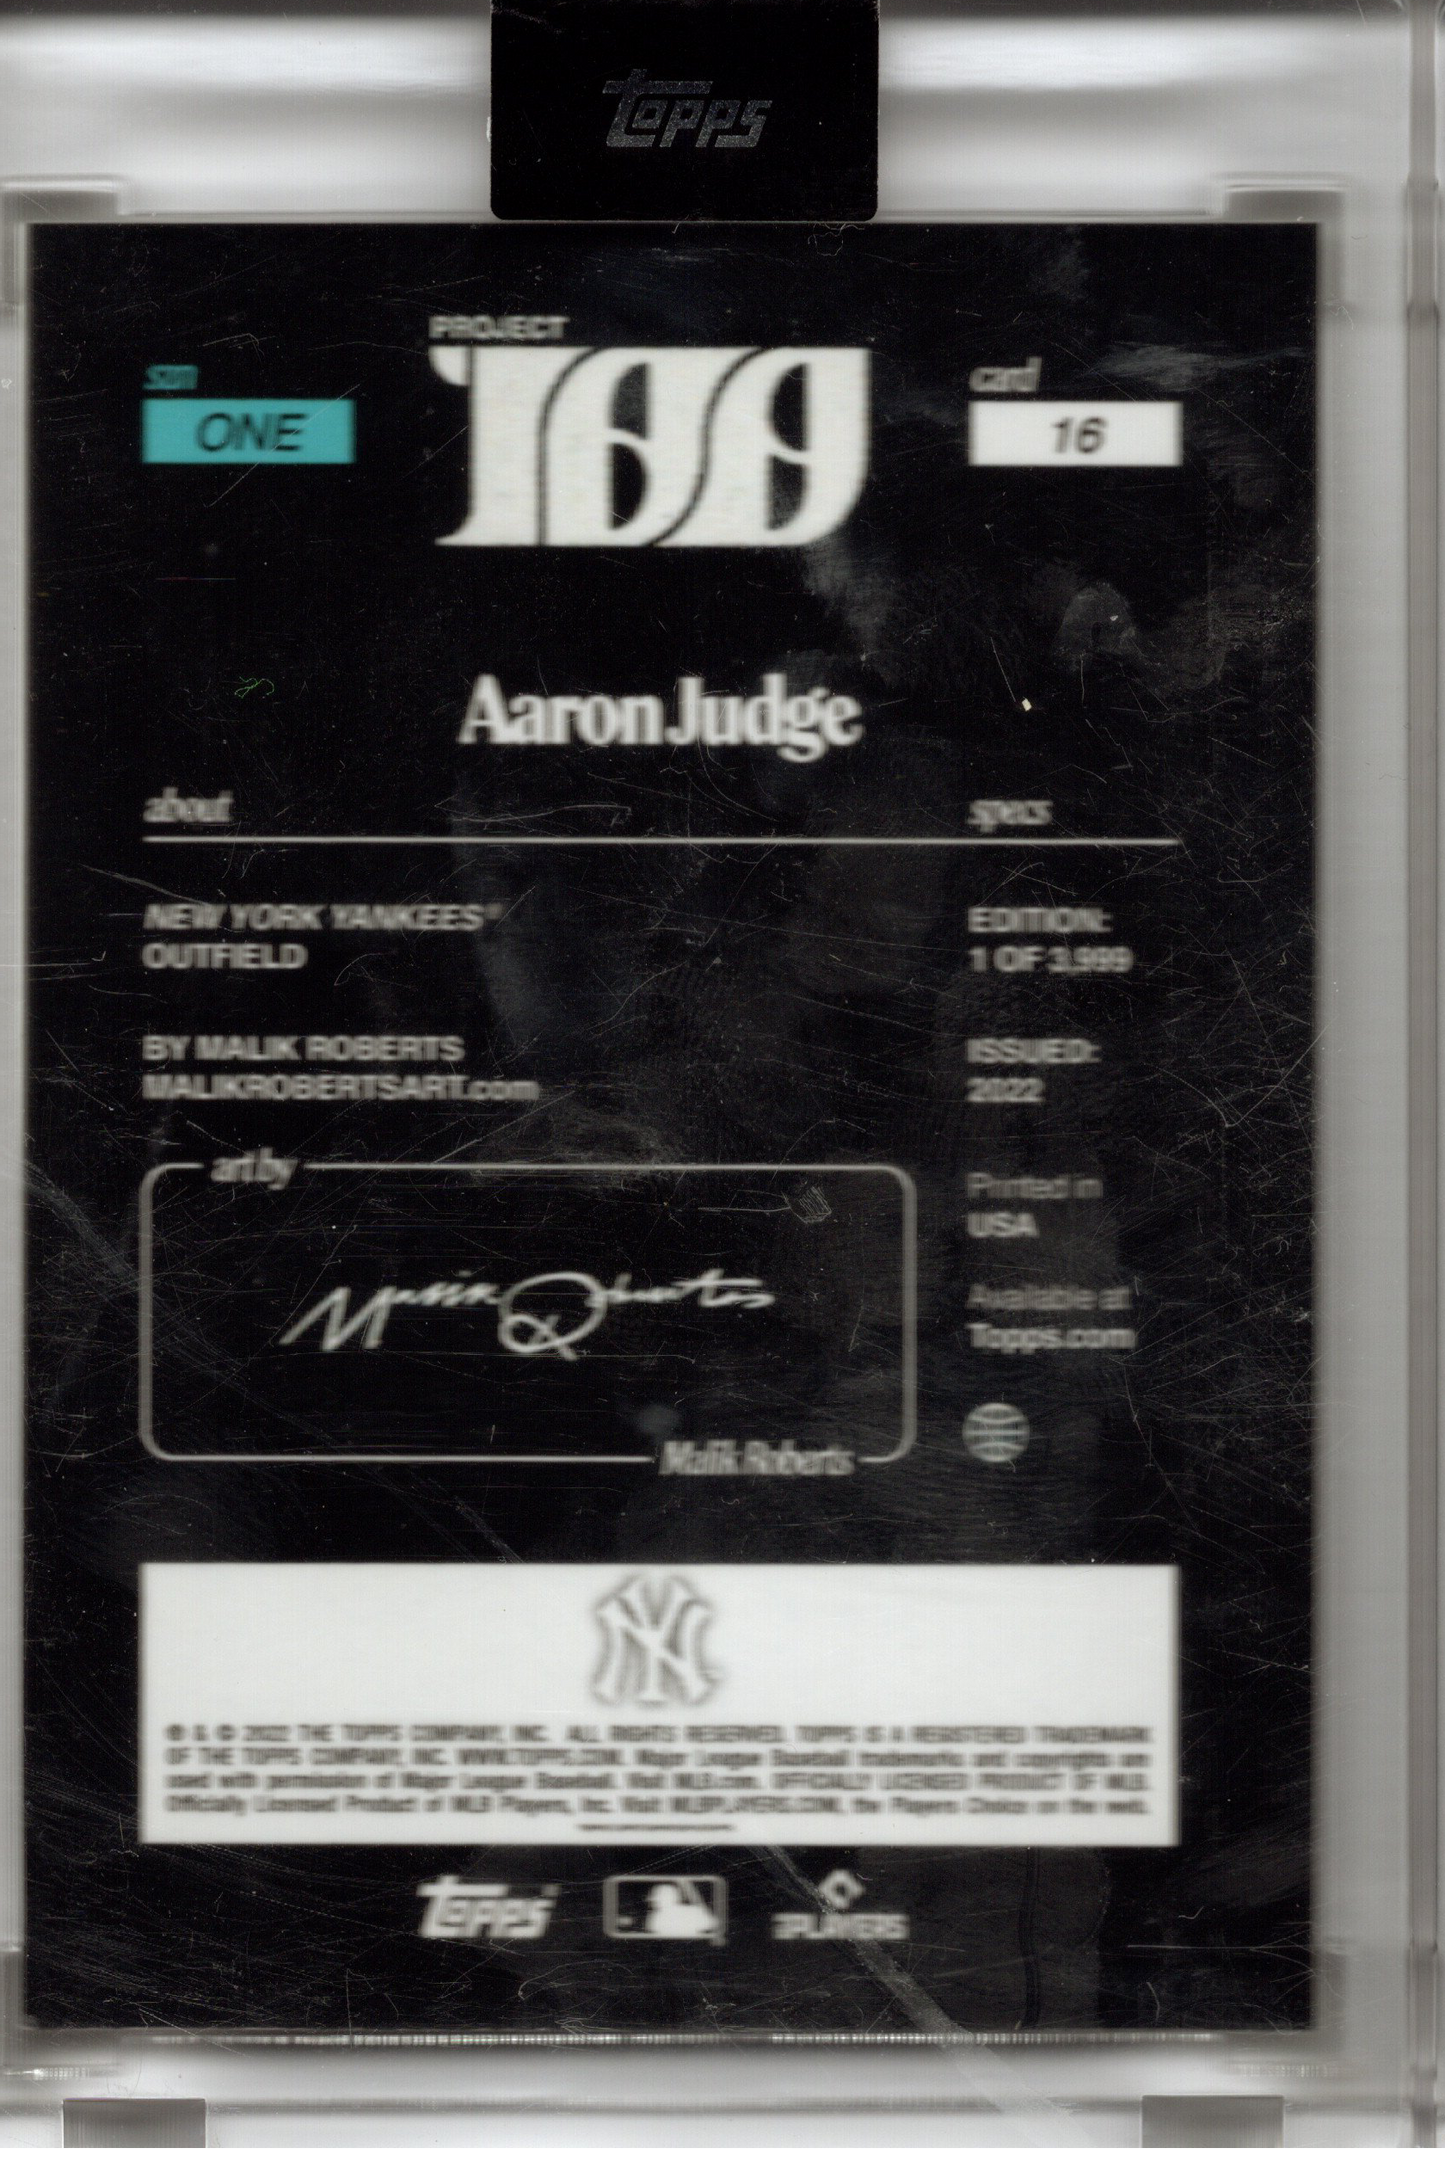 topps
PROJECT
100
ONE
card
16
Aaron Judge
about
specs
NEW YORK YANKEES®
OUTFIELD
EDITION:
1 OF 3,999
BY MALIK ROBERTS
MALIKROBERTSART.com
ISSUED:
2022
art by
Printed in
USA
Malik Roberts
Available at
Topps.com
Malik Roberts
NY
® & © 2022 THE TOPPS COMPANY, INC. ALL RIGHTS RESERVED. TOPPS IS A REGISTERED TRADEMARK
OF THE TOPPS COMPANY, INC. WWW.TOPPS.COM. Major League Baseball trademarks and copyrights are
used with permission of Major League Baseball. Visit MLB.com. OFFICIALLY LICENSED PRODUCT OF MLB.
Officially Licensed Product of MLB Players, Inc. Visit MLBPLAYERS.COM, the Players Choice on the web.
topps
PLAYERS